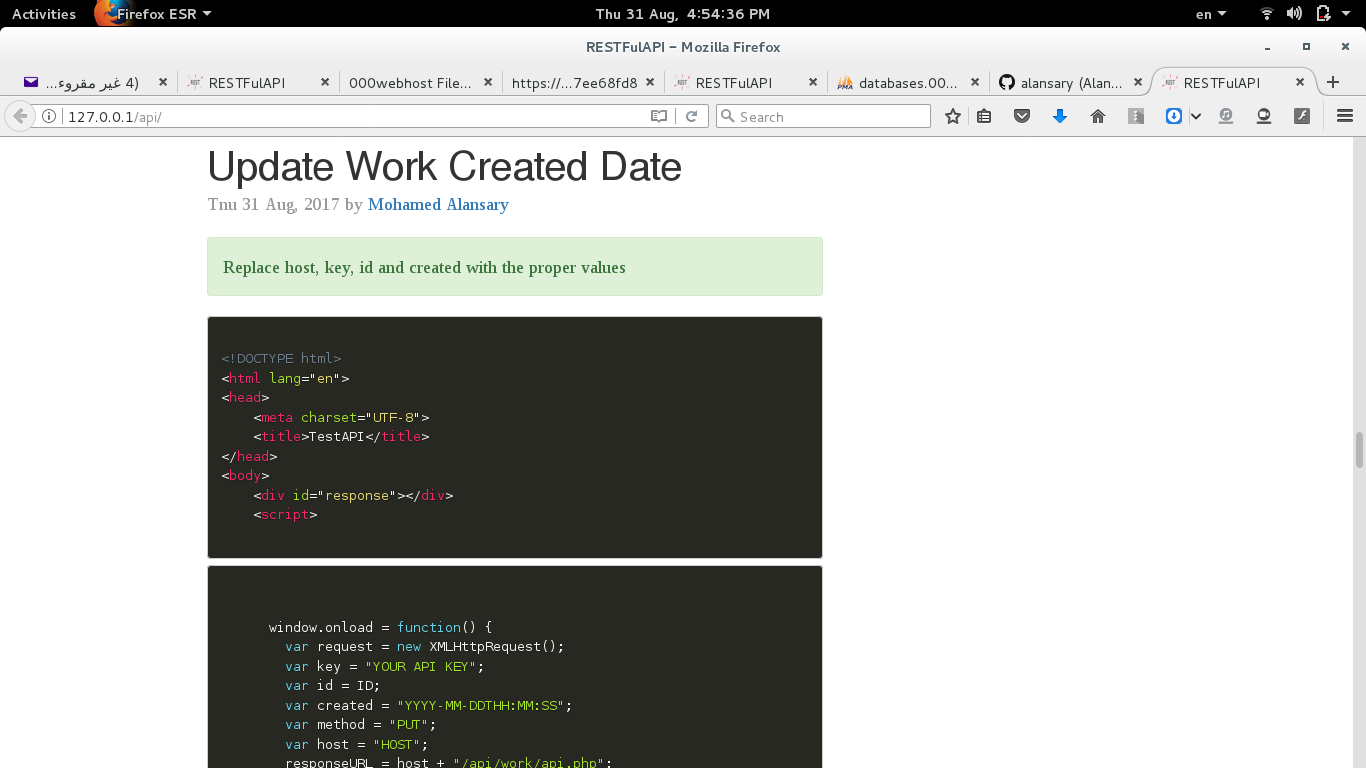 Activities Firefox ESR Thu 31 Aug, 4:54:36 PM en
RESTFulAPI – Mozilla Firefox
(4 غير مقروء... RESTFulAPI 000webhost File... https:/...7ee68fd8 RESTFulAPI databases.00... alansary (Alan... RESTFulAPI
127.0.0.1/api/ Search
Update Work Created Date
Tnu 31 Aug, 2017 by Mohamed Alansary
Replace host, key, id and created with the proper values
<!DOCTYPE html>
<html lang="en">
<head>
    <meta charset="UTF-8">
    <title>TestAPI</title>
</head>
<body>
    <div id="response"></div>
    <script>
window.onload = function() {
  var request = new XMLHttpRequest();
  var key = "YOUR API KEY";
  var id = ID;
  var created = "YYYY-MM-DDTHH:MM:SS";
  var method = "PUT";
  var host = "HOST";
  responseURL = host + "/api/work/api.php";